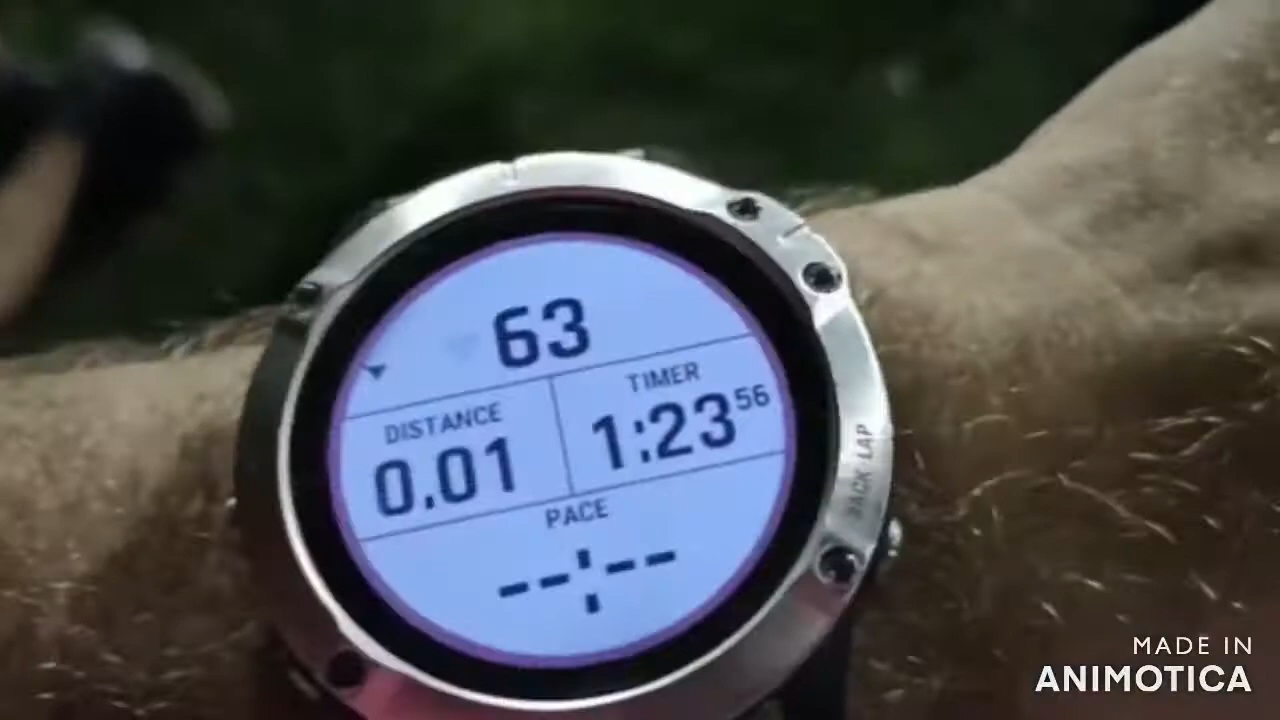 63
DISTANCE
0.01
TIMER
1:23 56
PACE
--:--
BACK LAP
MADE IN
ANIMOTICA